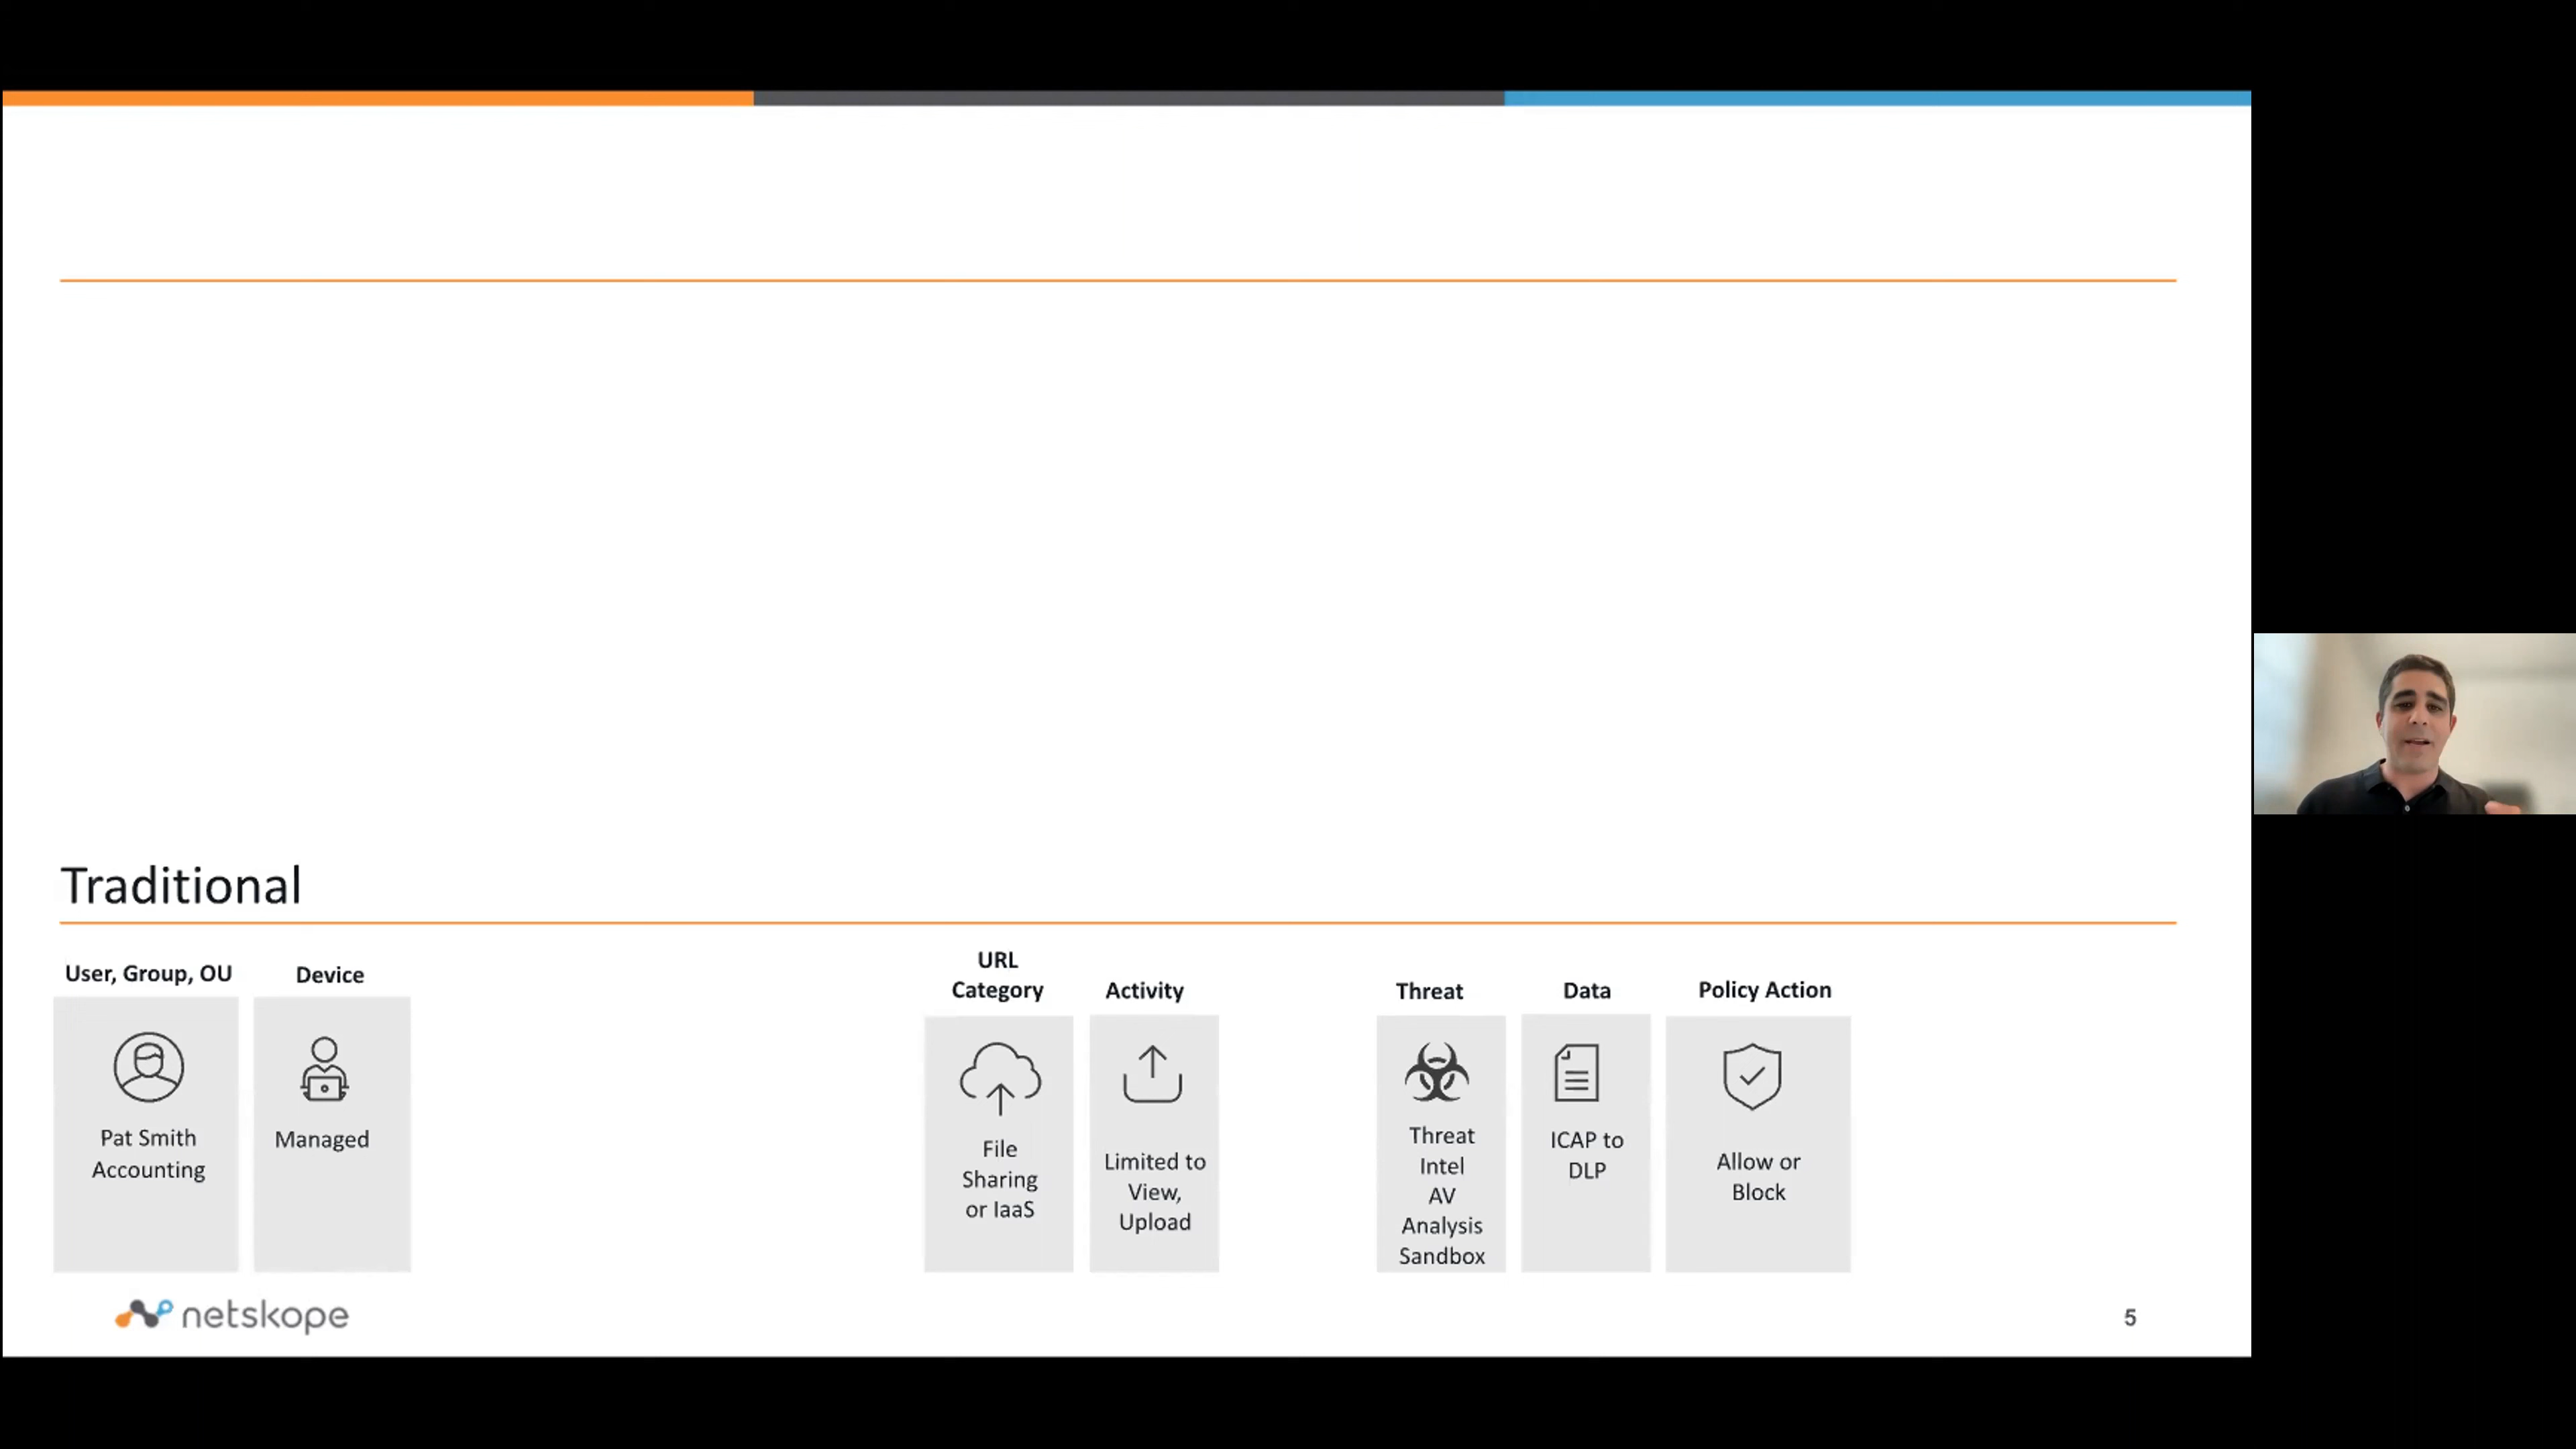 Traditional
User, Group, OU
Device
URL
Category
Activity
Threat
Data
Policy Action
Pat Smith
Accounting
Managed
File
Sharing
or IaaS
Limited to
View,
Upload
Threat
Intel
AV
Analysis
Sandbox
ICAP to
DLP
Allow or
Block
netskope
5